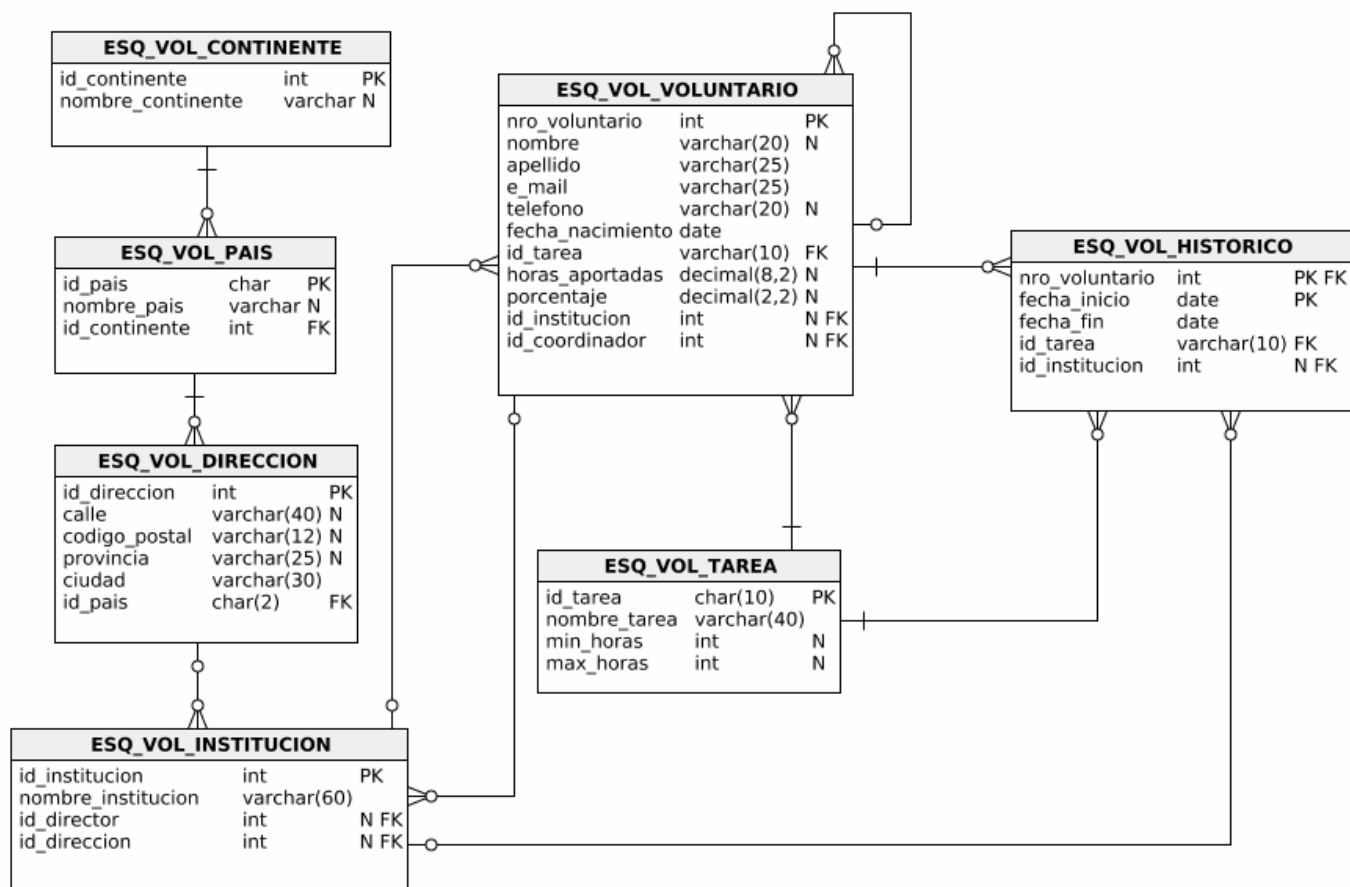 ESQ_VOL_CONTINENTE
id_continente int PK
nombre_continente varchar N
ESQ_VOL_PAIS
id_pais char PK
nombre_pais varchar N
id_continente int FK
ESQ_VOL_DIRECCION
id_direccion int PK
calle varchar(40) N
codigo_postal varchar(12) N
provincia varchar(25) N
ciudad varchar(30)
id_pais char(2) FK
ESQ_VOL_INSTITUCION
id_institucion int PK
nombre_institucion varchar(60)
id_director int N FK
id_direccion int N FK
ESQ_VOL_VOLUNTARIO
nro_voluntario int PK
nombre varchar(20) N
apellido varchar(25)
e_mail varchar(25)
telefono varchar(20) N
fecha_nacimiento date
id_tarea varchar(10) FK
horas_aportadas decimal(8,2) N
porcentaje decimal(2,2) N
id_institucion int N FK
id_coordinador int N FK
ESQ_VOL_TAREA
id_tarea char(10) PK
nombre_tarea varchar(40)
min_horas int N
max_horas int N
ESQ_VOL_HISTORICO
nro_voluntario int PK FK
fecha_inicio date PK
fecha_fin date
id_tarea varchar(10) FK
id_institucion int N FK